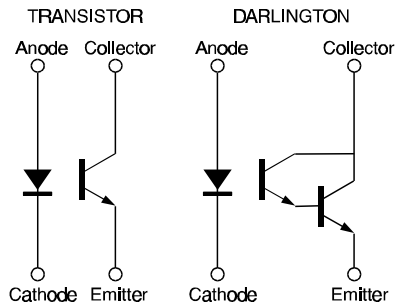 TRANSISTOR DARLINGTON
Anode Collector Anode Collector
Cathode Emitter Cathode Emitter